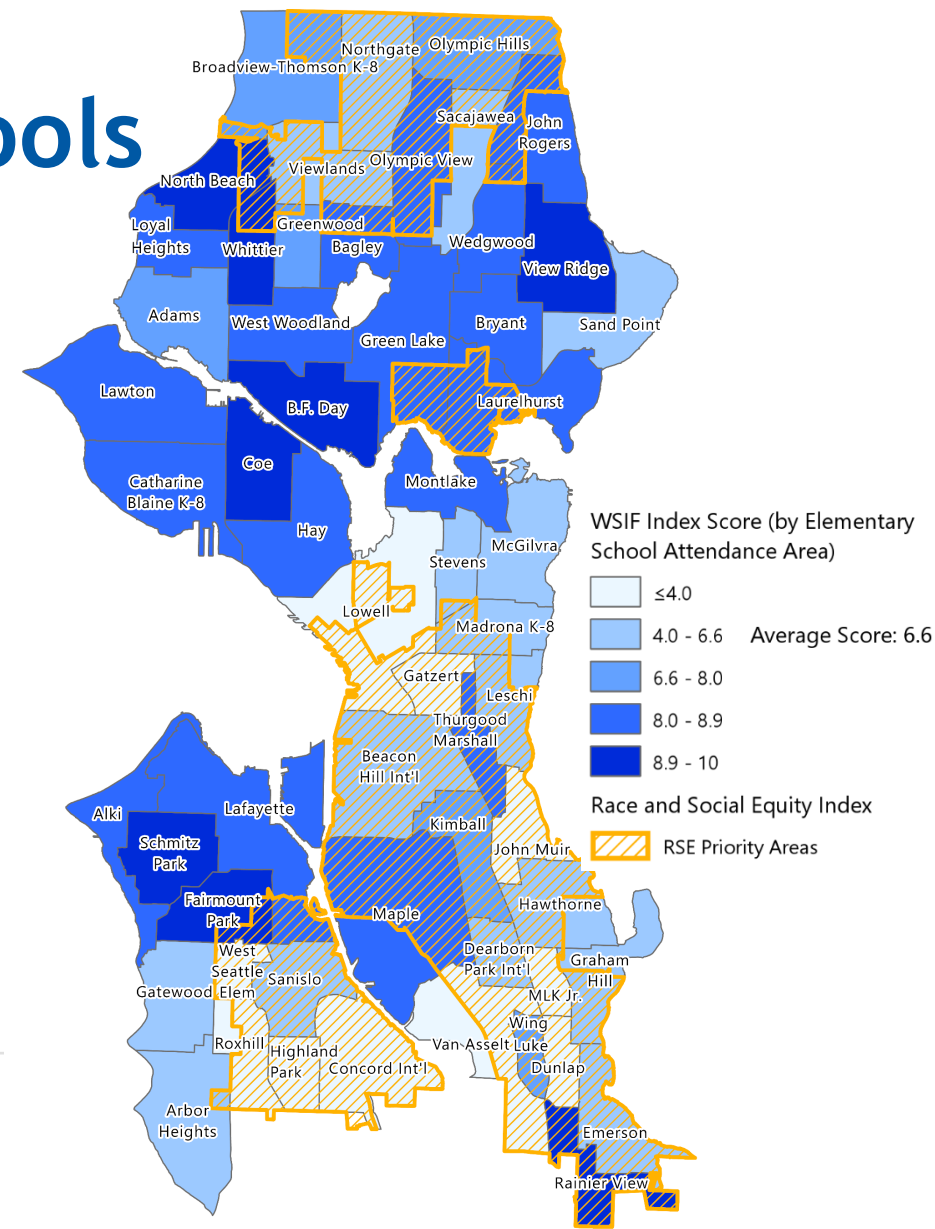 ools
Northgate
Olympic Hills
Broadview-Thomson K-8
Sacajawea
John
Rogers
Olympic View
Viewlands
North Beach
Loyal
Heights
Greenwood
Whittier
Bagley
Wedgwood
View Ridge
Adams
West Woodland
Bryant
Sand Point
Green Lake
Lawton
B.F. Day
Laurelhurst
Coe
Catharine
Blaine K-8
Montlake
Hay
McGilvra
Stevens
Lowell
Madrona K-8
Gatzert
Leschi
Thurgood
Marshall
Beacon
Hill Int'l
Alki
Lafayette
Kimball
Schmitz
Park
John Muir
Fairmount
Park
Maple
Hawthorne
West
Seattle
Elem
Dearborn
Park Int'l
Graham
Hill
Sanislo
Gatewood
MLK Jr.
Wing
Luke
Roxhill
Highland
Park
Van Asselt
Concord Int'l
Dunlap
Arbor
Heights
Emerson
Rainier View
WSIF Index Score (by Elementary
School Attendance Area)
≤4.0
4.0 - 6.6 Average Score: 6.6
6.6 - 8.0
8.0 - 8.9
8.9 - 10
Race and Social Equity Index
RSE Priority Areas